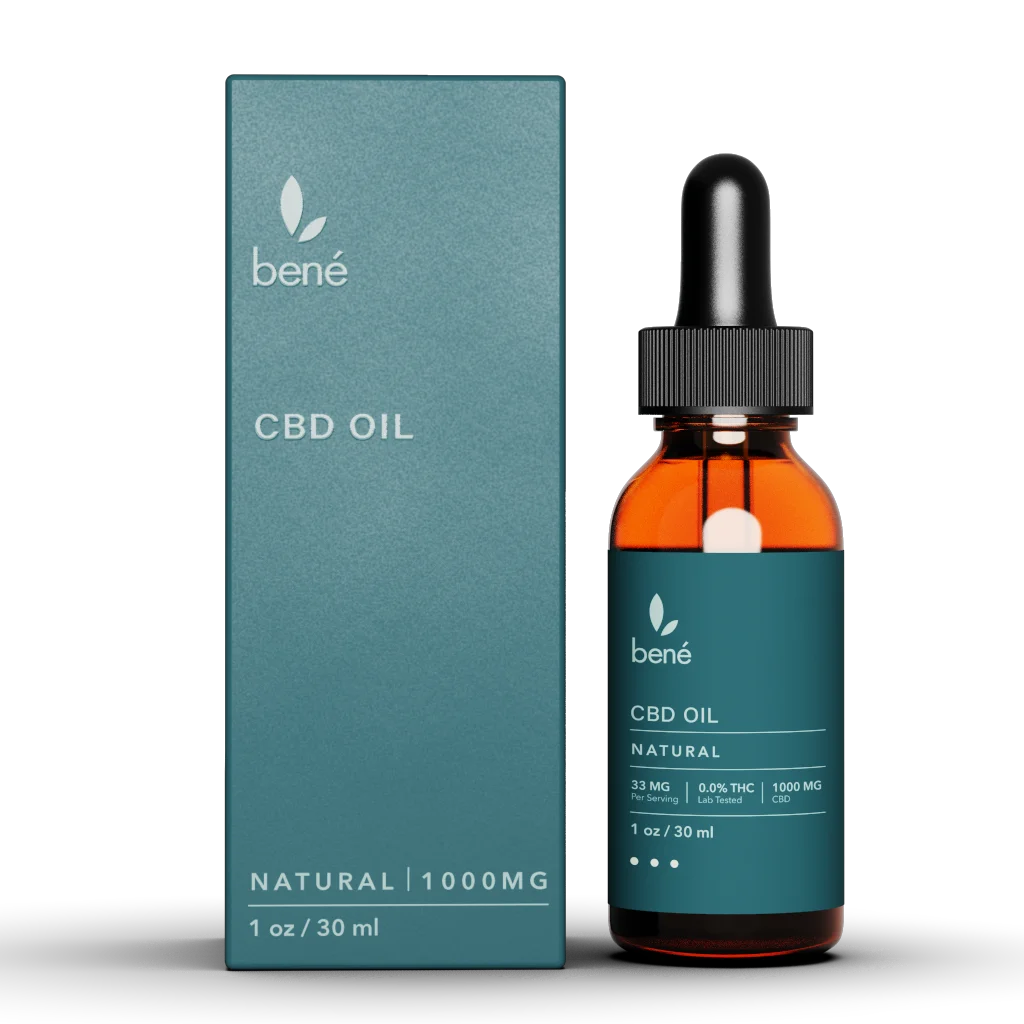 bené
CBD OIL
NATURAL | 1000MG
1 oz / 30 ml
bené
CBD OIL
NATURAL
33 MG | 0.0% THC | 1000 MG
Per Serving Lab Tested CBD
1 oz / 30 ml